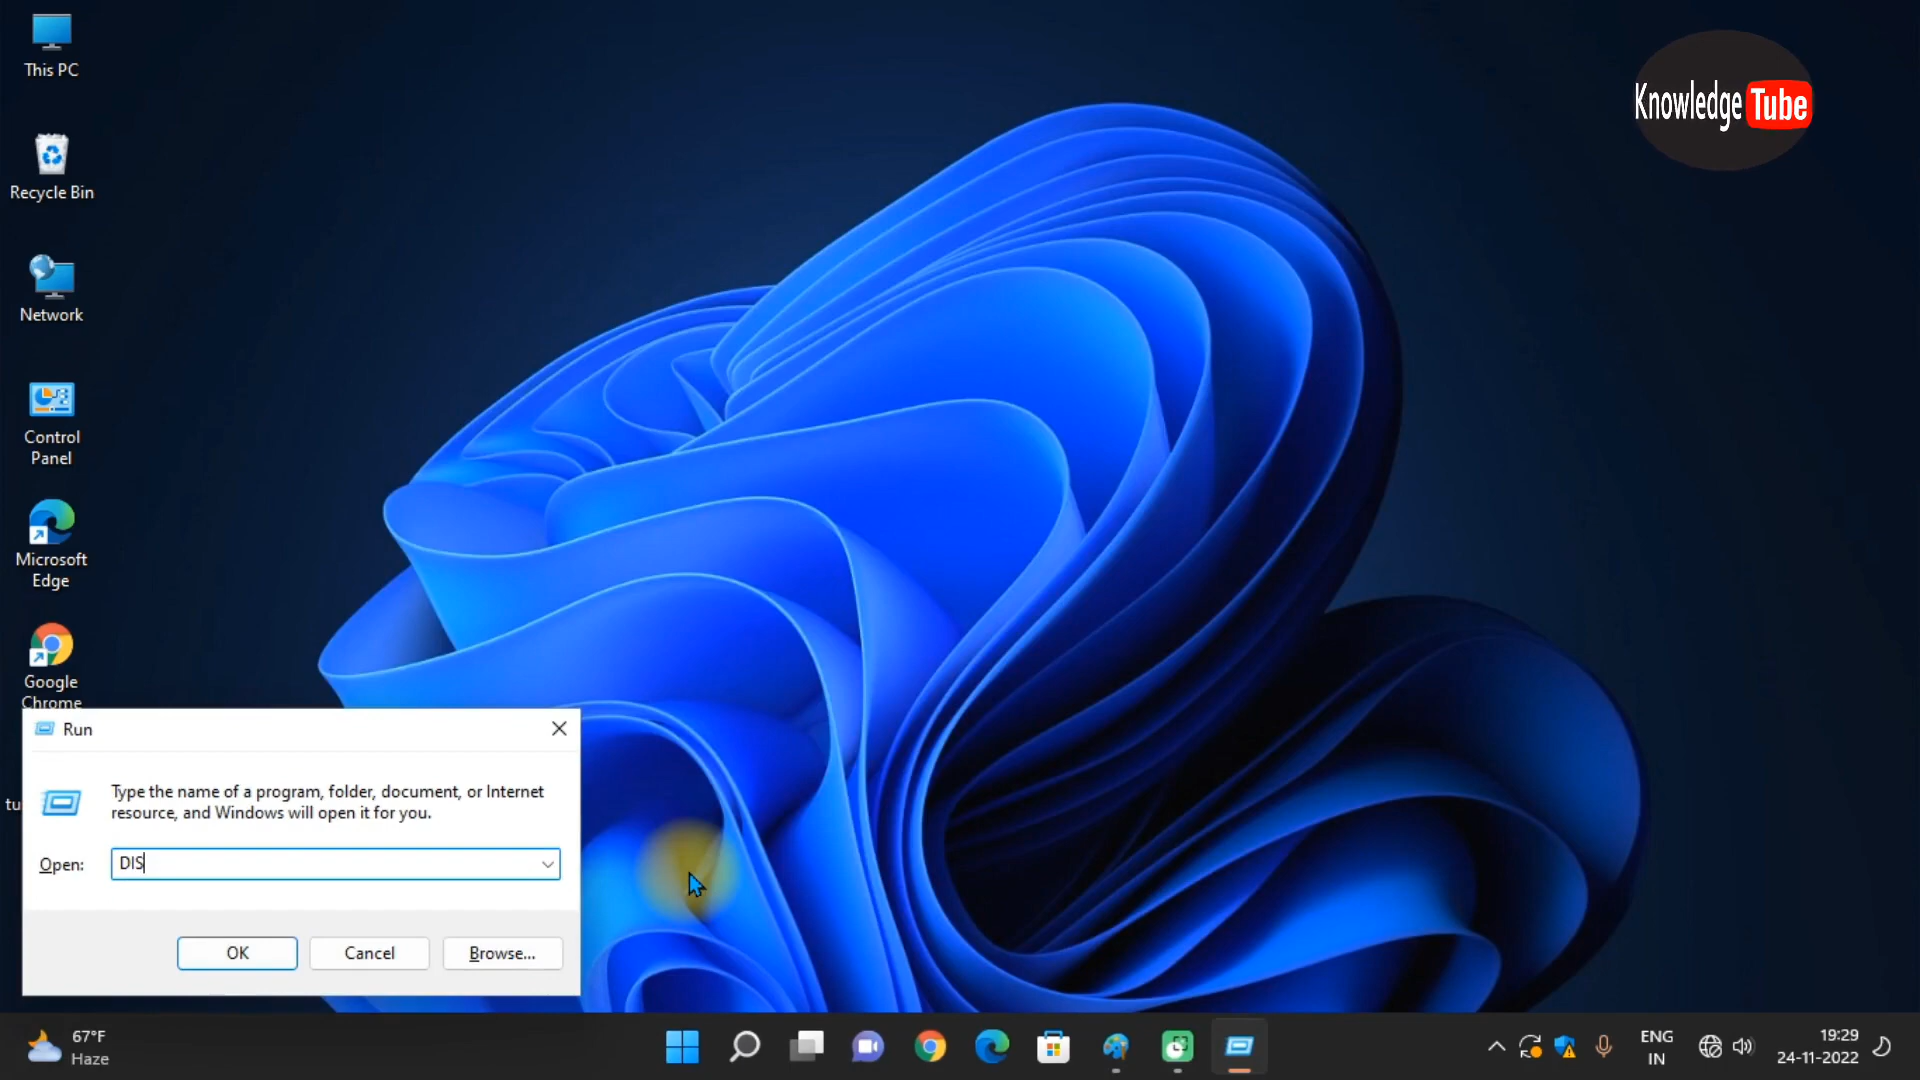 This PC
Knowledge Tube
Recycle Bin
Network
Control
Panel
Microsoft
Edge
Google
Chrome
Run
Type the name of a program, folder, document, or Internet
resource, and Windows will open it for you.
tu
Open:
DIS
OK
Cancel
Browse...
67°F
Haze
ENG
IN
19:29
24-11-2022